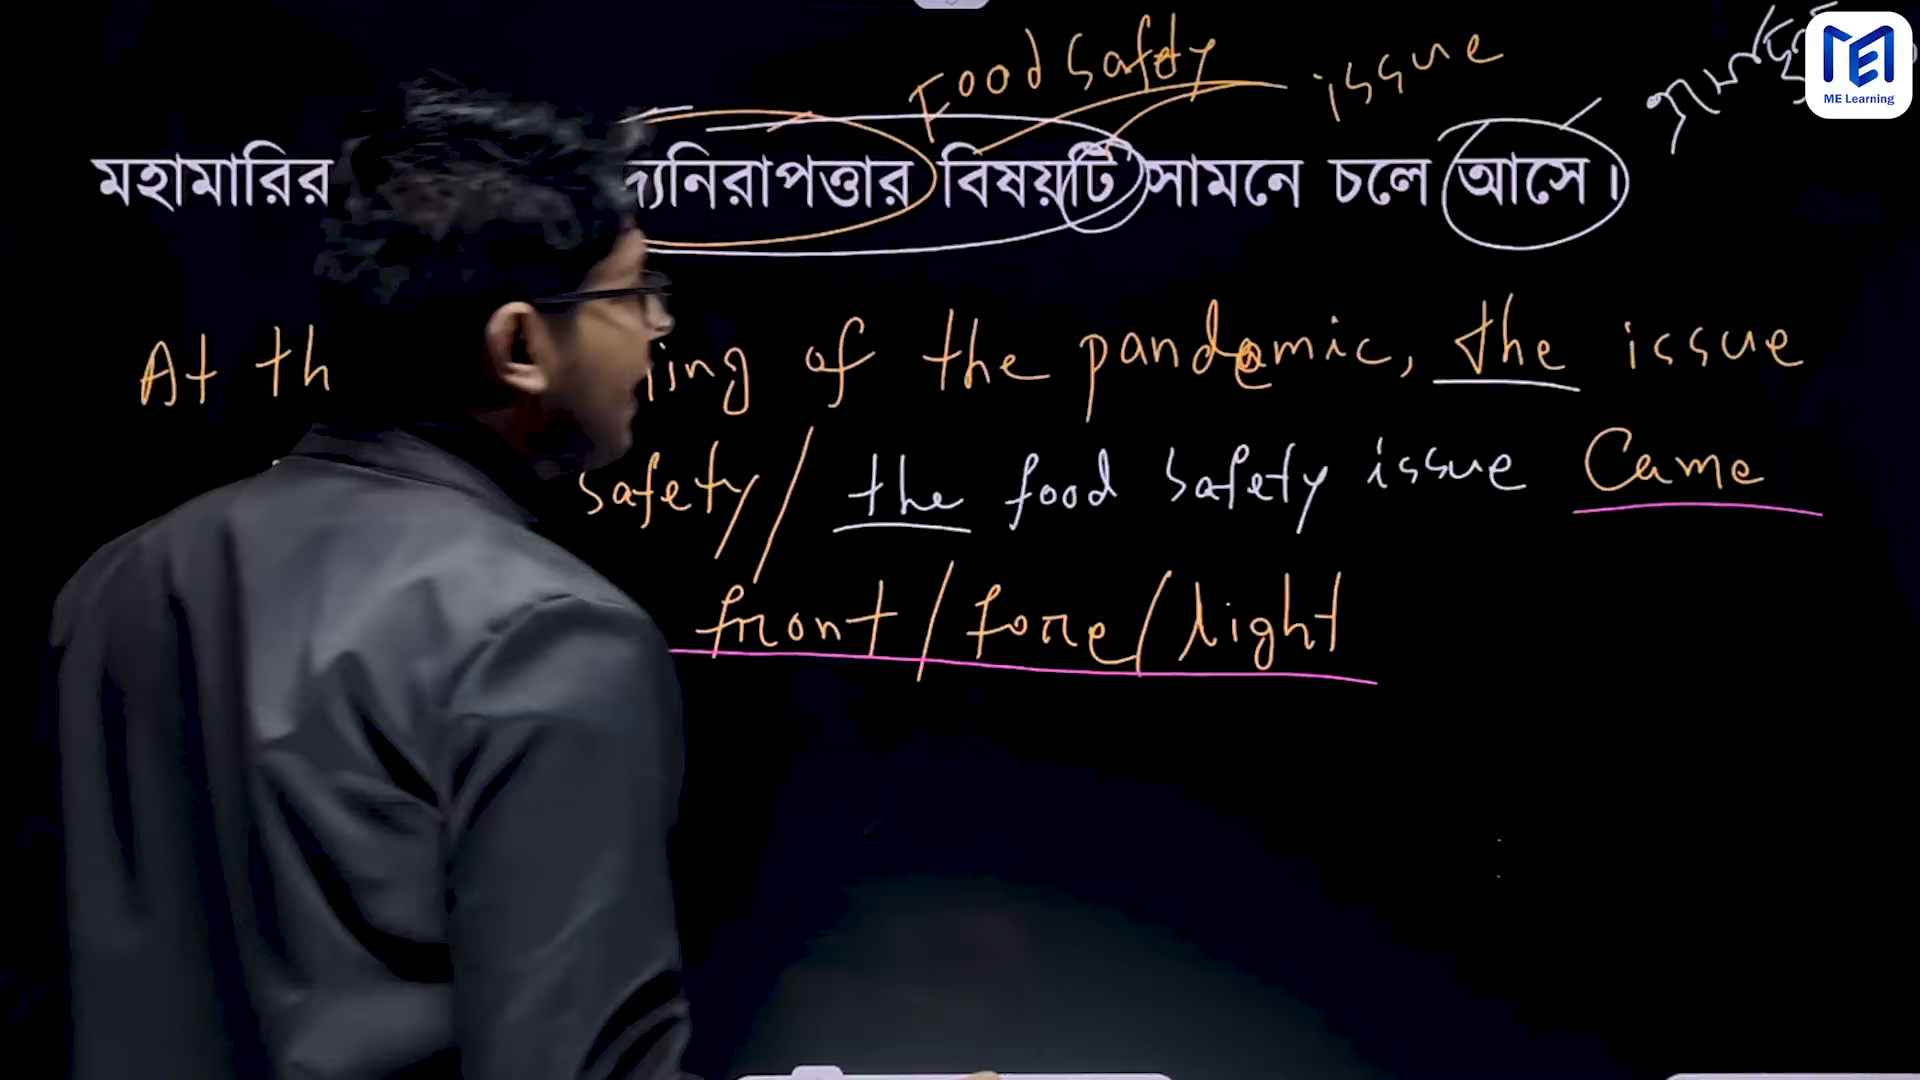 Food Safety issue
ME Learning
মহামারির দ্যনিরাপত্তার বিষয়টি সামনে চলে আসে।
At th ing of the pandemic, the issue
safety / the food safety issue Came
front / fore / light